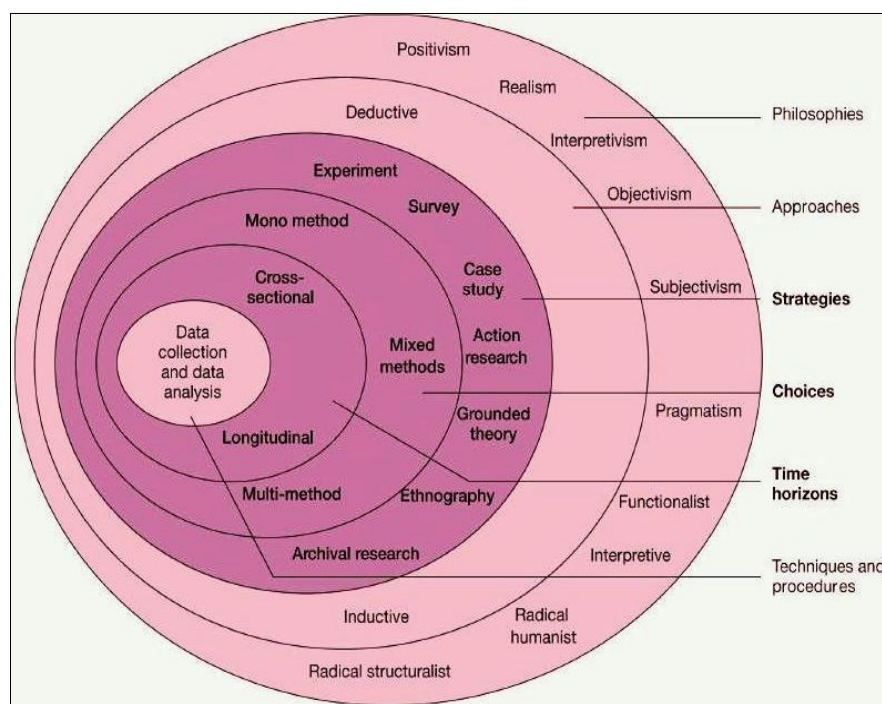 Positivism
Realism
Philosophies
Deductive
Interpretivism
Experiment
Objectivism
Approaches
Survey
Mono method
Cross-
sectional
Case
study
Subjectivism
Strategies
Data
collection
and data
analysis
Mixed
methods
Action
research
Choices
Grounded
theory
Pragmatism
Longitudinal
Time
horizons
Multi-method
Ethnography
Functionalist
Archival research
Interpretive
Techniques and
procedures
Inductive
Radical
humanist
Radical structuralist